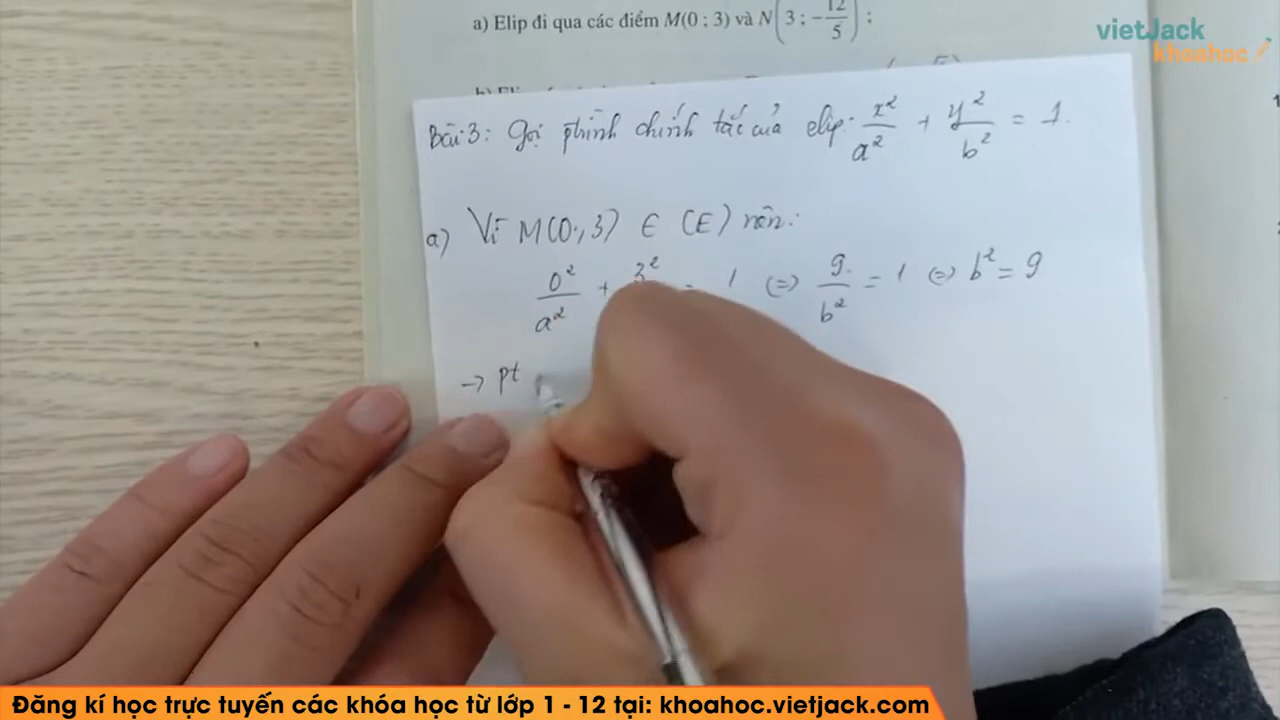 a) Elip đi qua các điểm M(0 ; 3) và N(3 ; -12/5) ;
vietJack
khoahoc
Bài 3: Gọi phtrình chính tắc của elip: x²/a² + y²/b² = 1.
a) Vì M(0;3) ∈ (E) nên:
0²/a² + 3² = 1 (=) 9/b² = 1 (=) b² = 9
-> pt
Đăng kí học trực tuyến các khóa học từ lớp 1 - 12 tại: khoahoc.vietjack.com